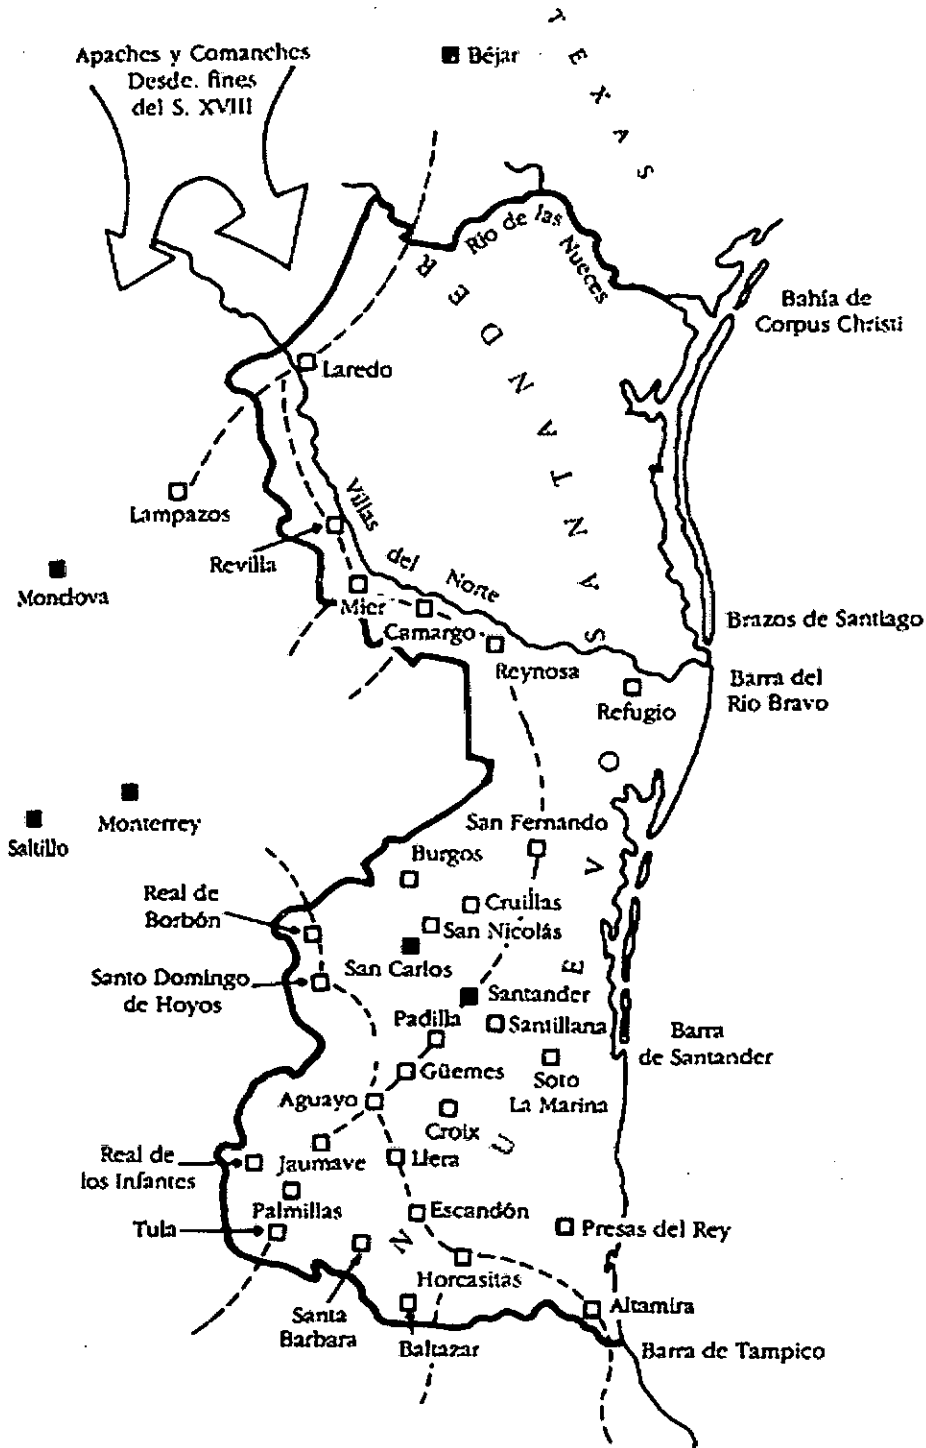 Apaches y Comanches
Desde. fines
del S. XVIII
Béjar
TEXAS
Rio de las
Nueces
Bahía de
Corpus Christi
NUEVO SANTANDER
Laredo
Lampazos
Villas
del
Norte
Revilla
Monclova
Mier
Camargo
Reynosa
Brazos de Santiago
Barra del
Rio Bravo
Refugio
Monterrey
Saltillo
San Fernando
Burgos
Real de
Borbón
Cruillas
San Nicolás
San Carlos
Santo Domingo
de Hoyos
Santander
Padilla
Santillana
Barra
de Santander
Güemes
Soto
La Marina
Aguayo
Croix
Real de
los Infantes
Jaumave
Llera
Palmillas
Escandón
Tula
Presas del Rey
Horcasitas
Santa
Barbara
Altamira
Baltazar
Barra de Tampico